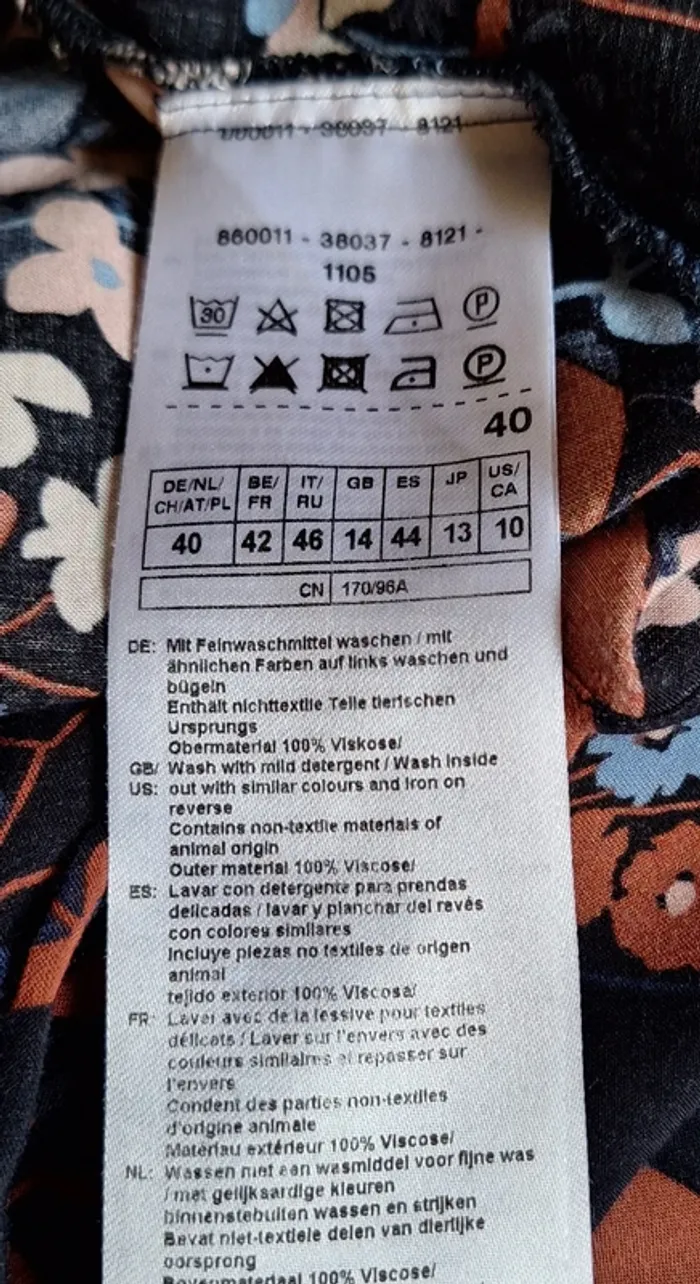 860011 - 38037 - 8121 -
1105
30 P
P
40
DE/NL/ BE/ IT/ GB ES JP US/
CH/AT/PL FR RU CA
40 42 46 14 44 13 10
CN 170/96A
DE: Mit Feinwaschmittel waschen / mit
ähnlichen Farben auf links waschen und
bügeln
Enthält nichttextile Teile tierischen
Ursprungs
Obermaterial 100% Viskose/
GB/ Wash with mild detergent / Wash inside
US: out with similar colours and iron on
reverse
Contains non-textile materials of
animal origin
Outer material 100% Viscose/
ES: Lavar con detergente para prendas
delicadas / lavar y planchar del revés
con colores similares
Incluye piezas no textiles de origen
animal
tejido exterior 100% Viscosa/
FR: Laver avec de la lessive pour textiles
délicats / Laver sur l'envers avec des
couleurs similaires et repasser sur
l'envers
Contient des parties non-textiles
d'origine animale
Matériau extérieur 100% Viscose/
NL: Wassen met een wasmiddel voor fijne was
/ met gelijksaardige kleuren
binnenstebuiten wassen en strijken
Bevat niet-textiele delen van dierlijke
oorsprong
Bovenmateriaal 100% Viscose/